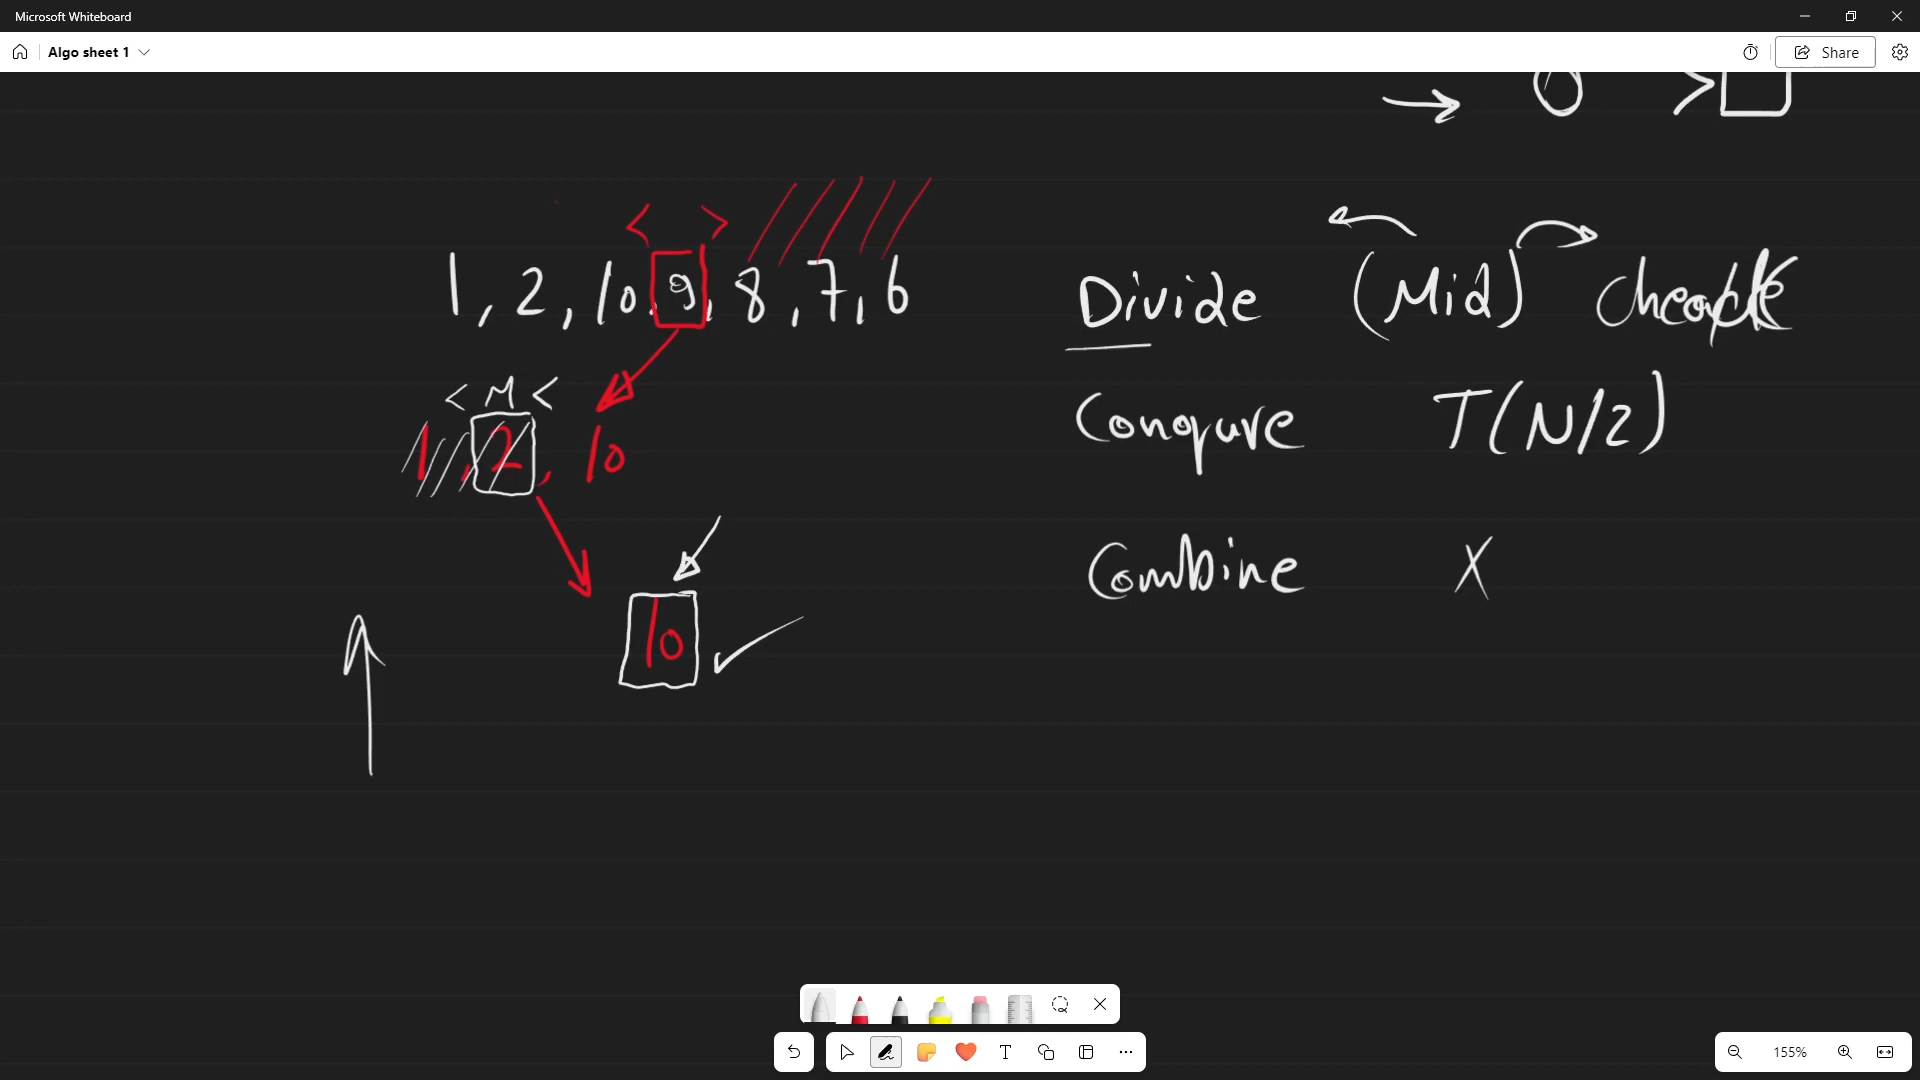 Microsoft Whiteboard
Algo sheet 1
Share
→ 0 >
< >
1, 2, 10, 9, 8, 7, 6
Divide (Mid)
< M <
1, 2, 10
Conqure T(N/2)
Combine X
10
155%